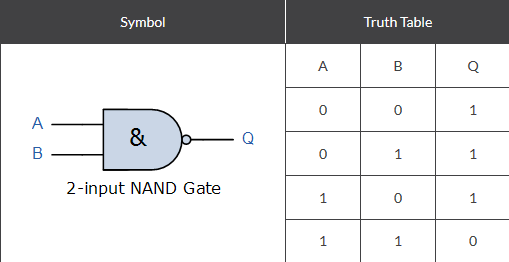 Symbol Truth Table
A B Q
0 0 1
A
& Q
B
0 1 1
2-input NAND Gate
1 0 1
1 1 0